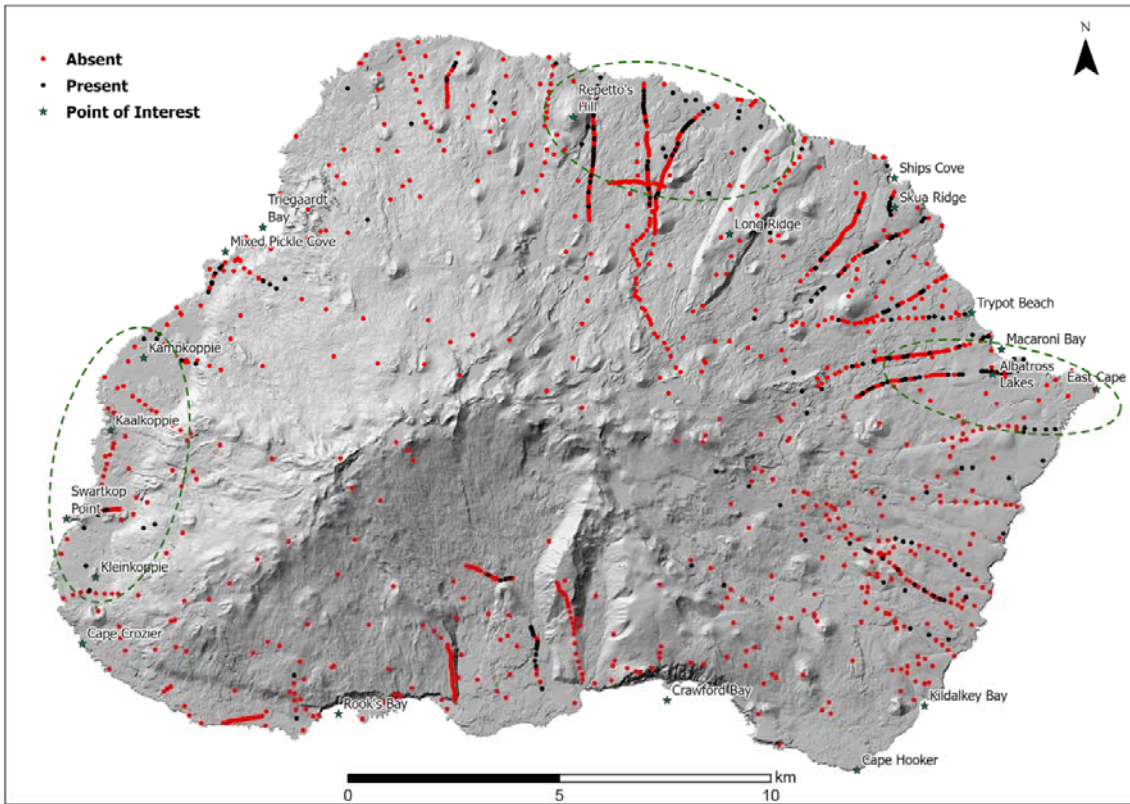 N
Absent
Present
Point of Interest
Repetto's
Hill
Ships Cove
Skua Ridge
Triegaardt
Bay
Long Ridge
Mixed Pickle Cove
Trypot Beach
Macaroni Bay
Kampkoppie
Albatross
Lakes
East Cape
Kaalkoppie
Swartkop
Point
Kleinkoppie
Cape Crozier
Rook's Bay
Crawford Bay
Kildalkey Bay
Cape Hooker
km
0
5
10